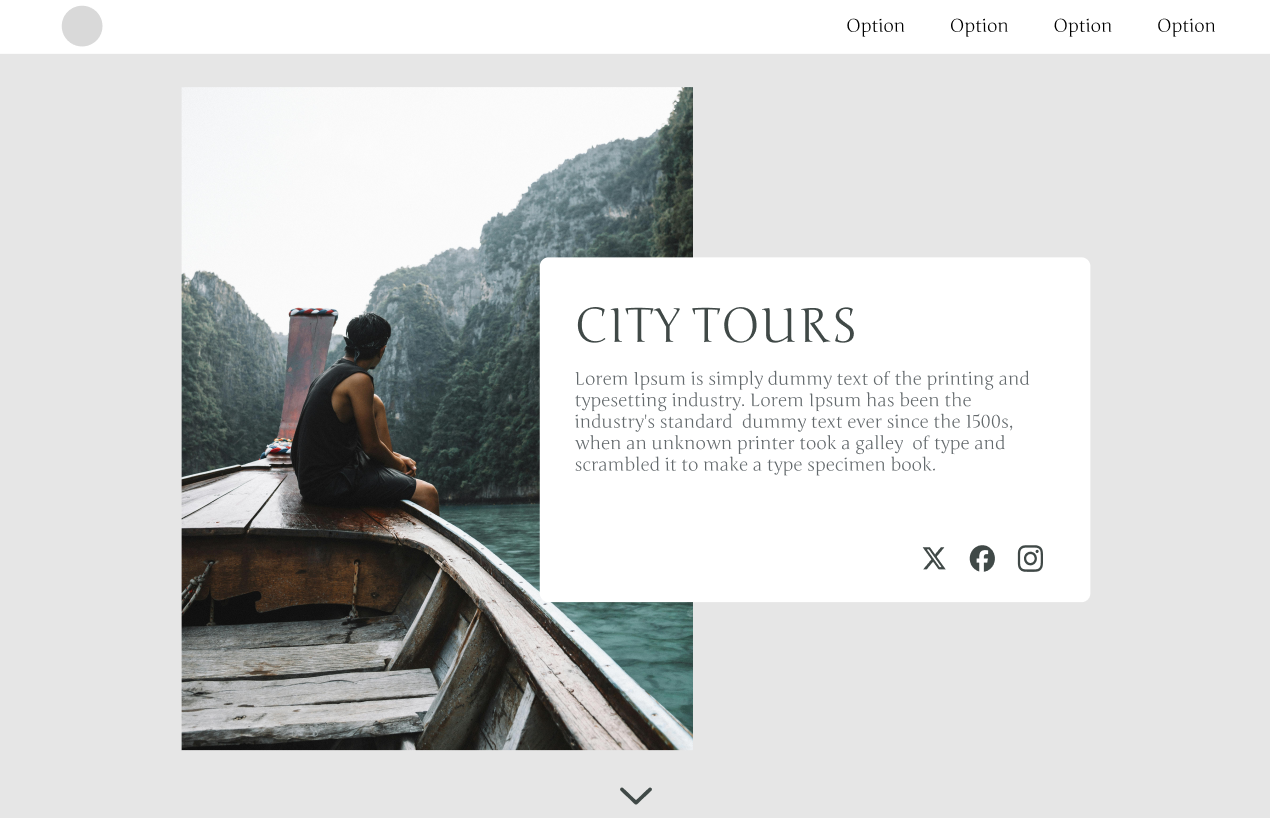 Option Option Option Option
CITY TOURS
Lorem Ipsum is simply dummy text of the printing and
typesetting industry. Lorem Ipsum has been the
industry's standard  dummy text ever since the 1500s,
when an unknown printer took a galley  of type and
scrambled it to make a type specimen book.